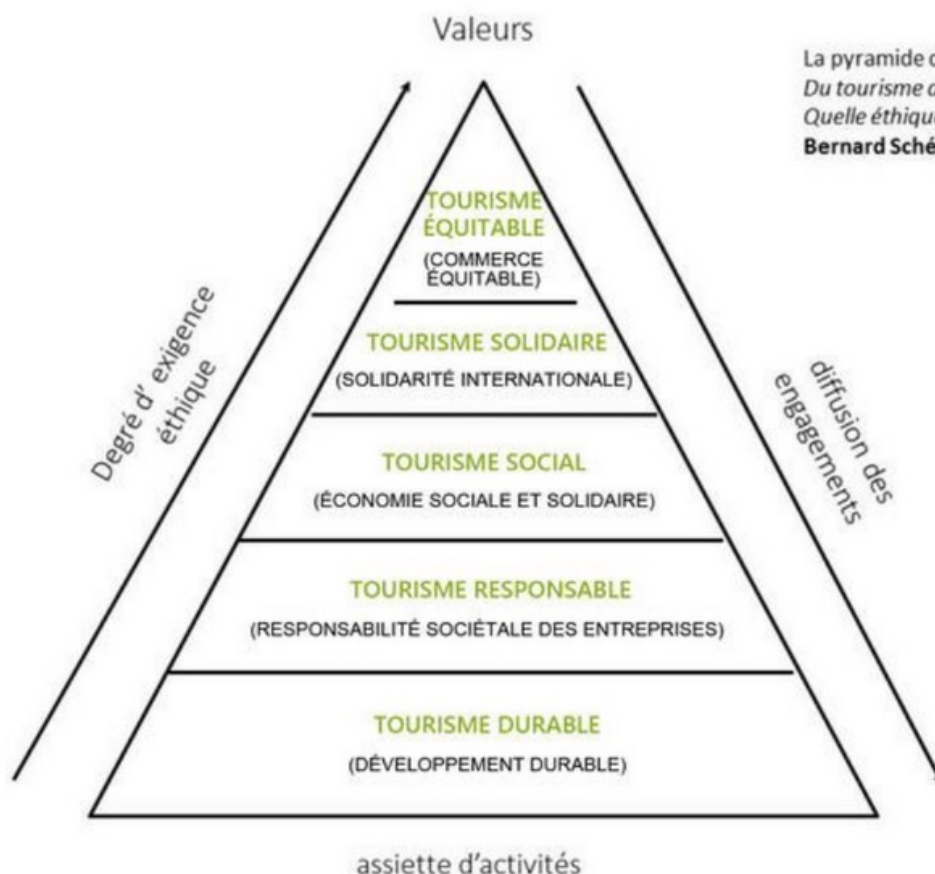 Valeurs
La pyramide
Du tourisme
Quelle éthique
Bernard
TOURISME
ÉQUITABLE
(COMMERCE
ÉQUITABLE)
TOURISME SOLIDAIRE
(SOLIDARITÉ INTERNATIONALE)
TOURISME SOCIAL
(ÉCONOMIE SOCIALE ET SOLIDAIRE)
TOURISME RESPONSABLE
(RESPONSABILITÉ SOCIÉTALE DES ENTREPRISES)
TOURISME DURABLE
(DÉVELOPPEMENT DURABLE)
Degré d' exigence
éthique
diffusion des
engagements
assiette d'activités